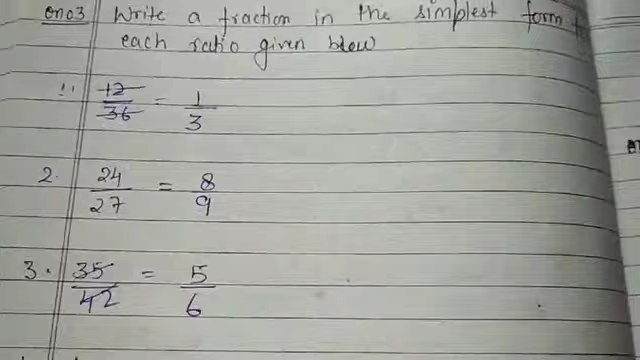 Qno3 Write a fraction in the simplest form
each ratio given blew
1. 12/36 = 1/3
2. 24/27 = 8/9
3. 35/42 = 5/6